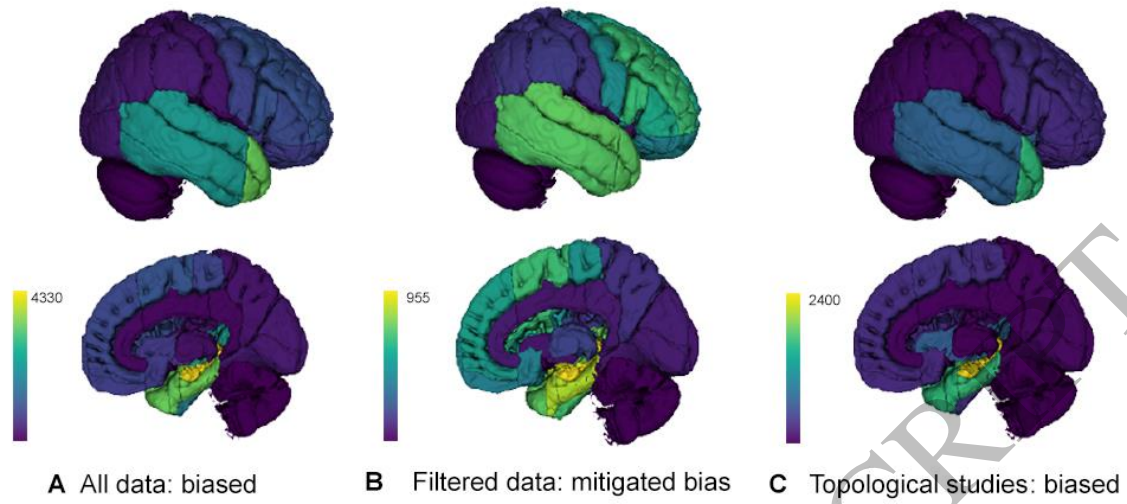 4330
955
2400
A All data: biased
B Filtered data: mitigated bias
C Topological studies: biased